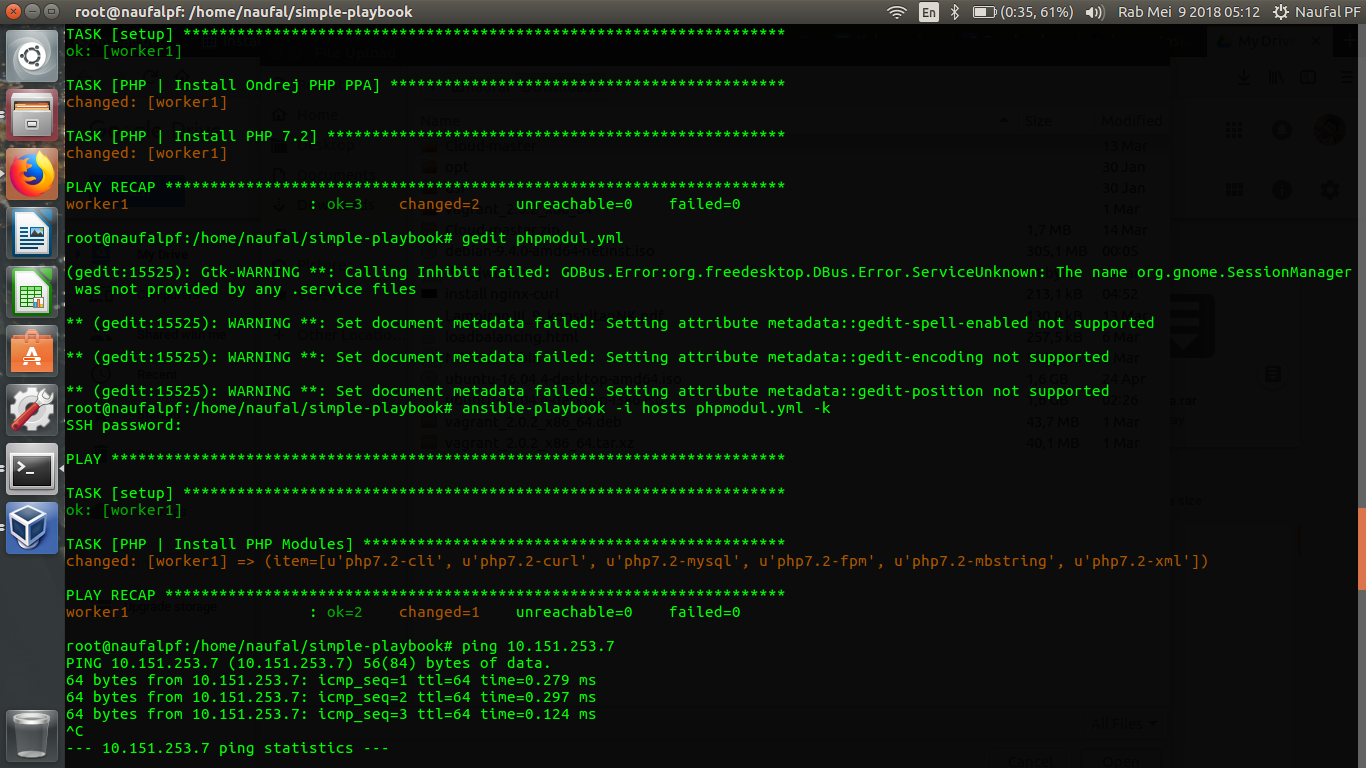 root@naufalpf: /home/naufal/simple-playbook
En
(0:35, 61%)
Rab Mei 9 2018 05:12
Naufal PF
TASK [setup] *******************************************************************
ok: [worker1]
TASK [PHP | Install Ondrej PHP PPA] ********************************************
changed: [worker1]
TASK [PHP | Install PHP 7.2] ***************************************************
changed: [worker1]
PLAY RECAP *********************************************************************
worker1                    : ok=3    changed=2    unreachable=0    failed=0
root@naufalpf:/home/naufal/simple-playbook# gedit phpmodul.yml
(gedit:15525): Gtk-WARNING **: Calling Inhibit failed: GDBus.Error:org.freedesktop.DBus.Error.ServiceUnknown: The name org.gnome.SessionManager
 was not provided by any .service files
** (gedit:15525): WARNING **: Set document metadata failed: Setting attribute metadata::gedit-spell-enabled not supported
** (gedit:15525): WARNING **: Set document metadata failed: Setting attribute metadata::gedit-encoding not supported
** (gedit:15525): WARNING **: Set document metadata failed: Setting attribute metadata::gedit-position not supported
root@naufalpf:/home/naufal/simple-playbook# ansible-playbook -i hosts phpmodul.yml -k
SSH password:
PLAY ***************************************************************************
TASK [setup] *******************************************************************
ok: [worker1]
TASK [PHP | Install PHP Modules] ***********************************************
changed: [worker1] => (item=[u'php7.2-cli', u'php7.2-curl', u'php7.2-mysql', u'php7.2-fpm', u'php7.2-mbstring', u'php7.2-xml'])
PLAY RECAP *********************************************************************
worker1                    : ok=2    changed=1    unreachable=0    failed=0
root@naufalpf:/home/naufal/simple-playbook# ping 10.151.253.7
PING 10.151.253.7 (10.151.253.7) 56(84) bytes of data.
64 bytes from 10.151.253.7: icmp_seq=1 ttl=64 time=0.279 ms
64 bytes from 10.151.253.7: icmp_seq=2 ttl=64 time=0.297 ms
64 bytes from 10.151.253.7: icmp_seq=3 ttl=64 time=0.124 ms
^C
--- 10.151.253.7 ping statistics ---